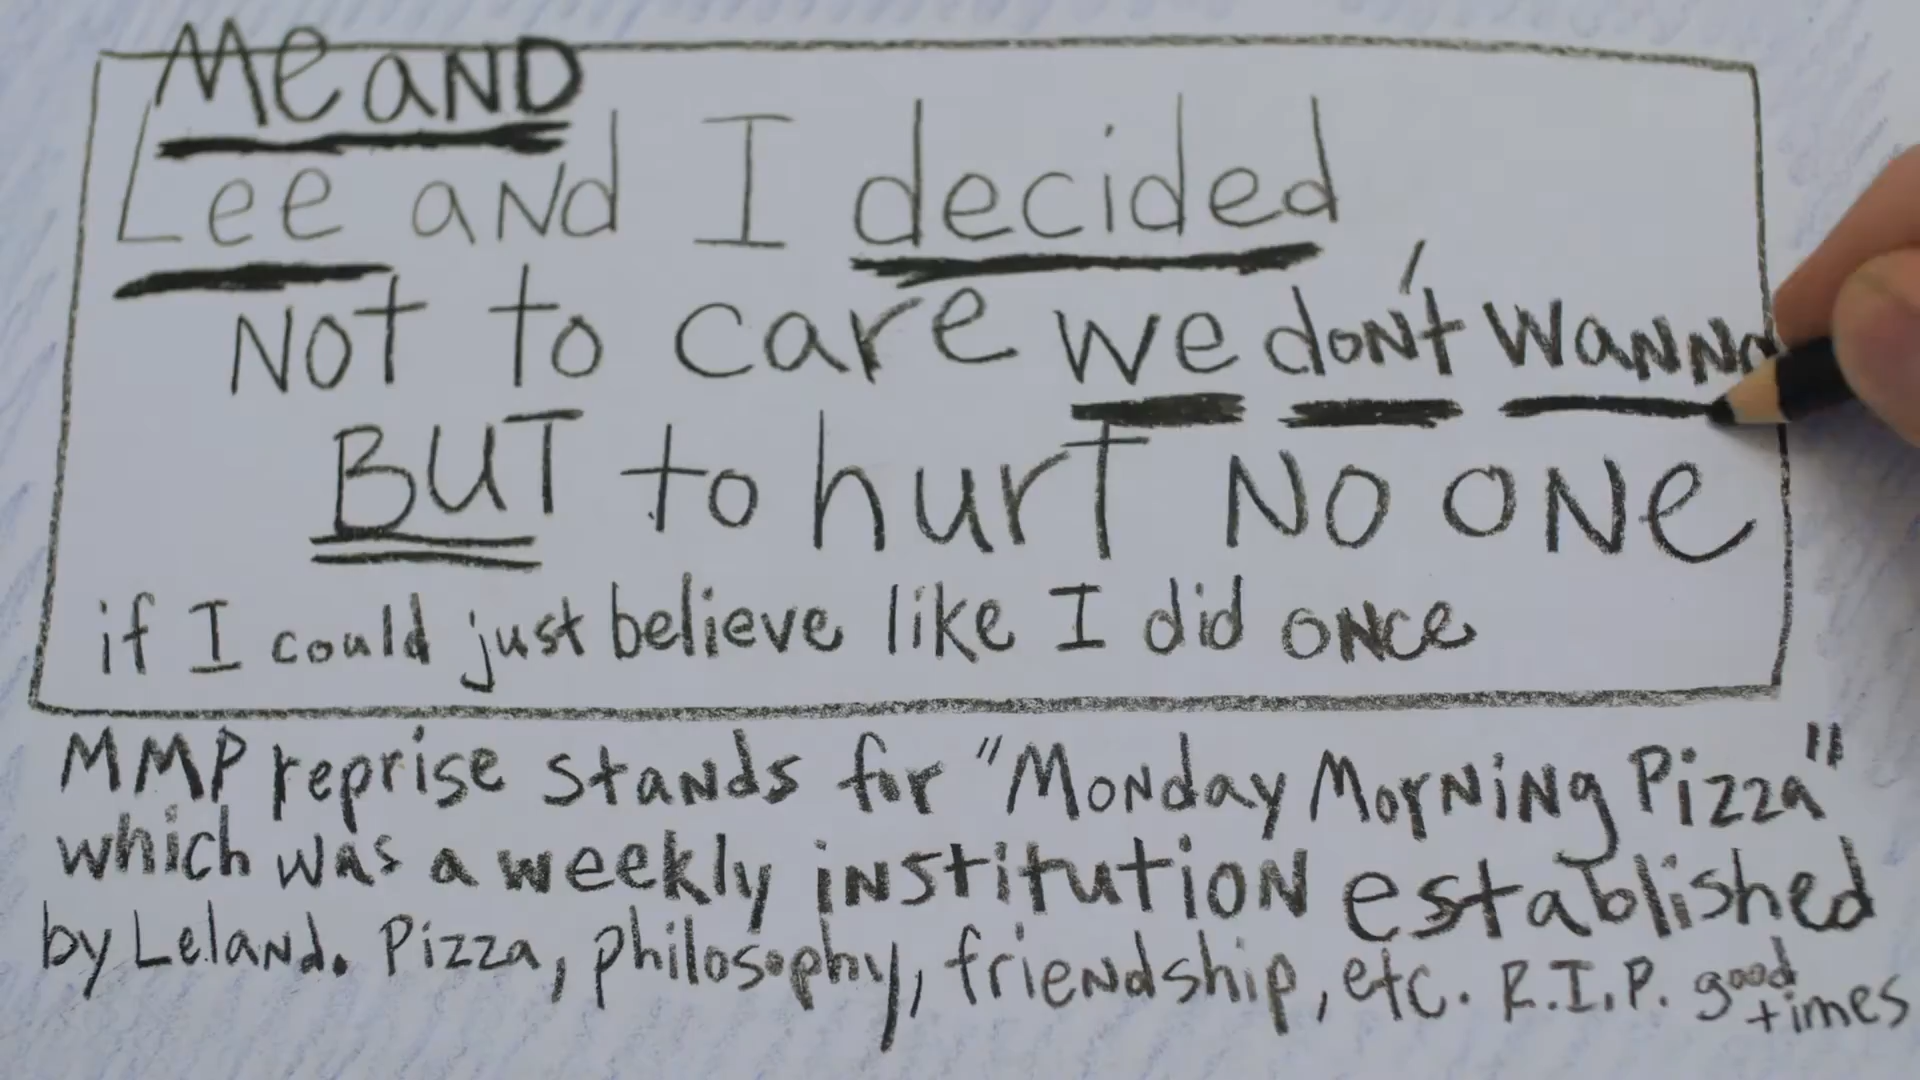 Me aND
Lee aNd I decided
NoT to care we don't waNNa
BUT to hurT No oNe
if I could just believe like I did oNce
MMP reprise staNds for "MoNday MorNiNg Pizza"
which was a weekly iNstitutioN established
by LelaNd. Pizza, philosophy, frieNdship, etc. R.I.P. good times